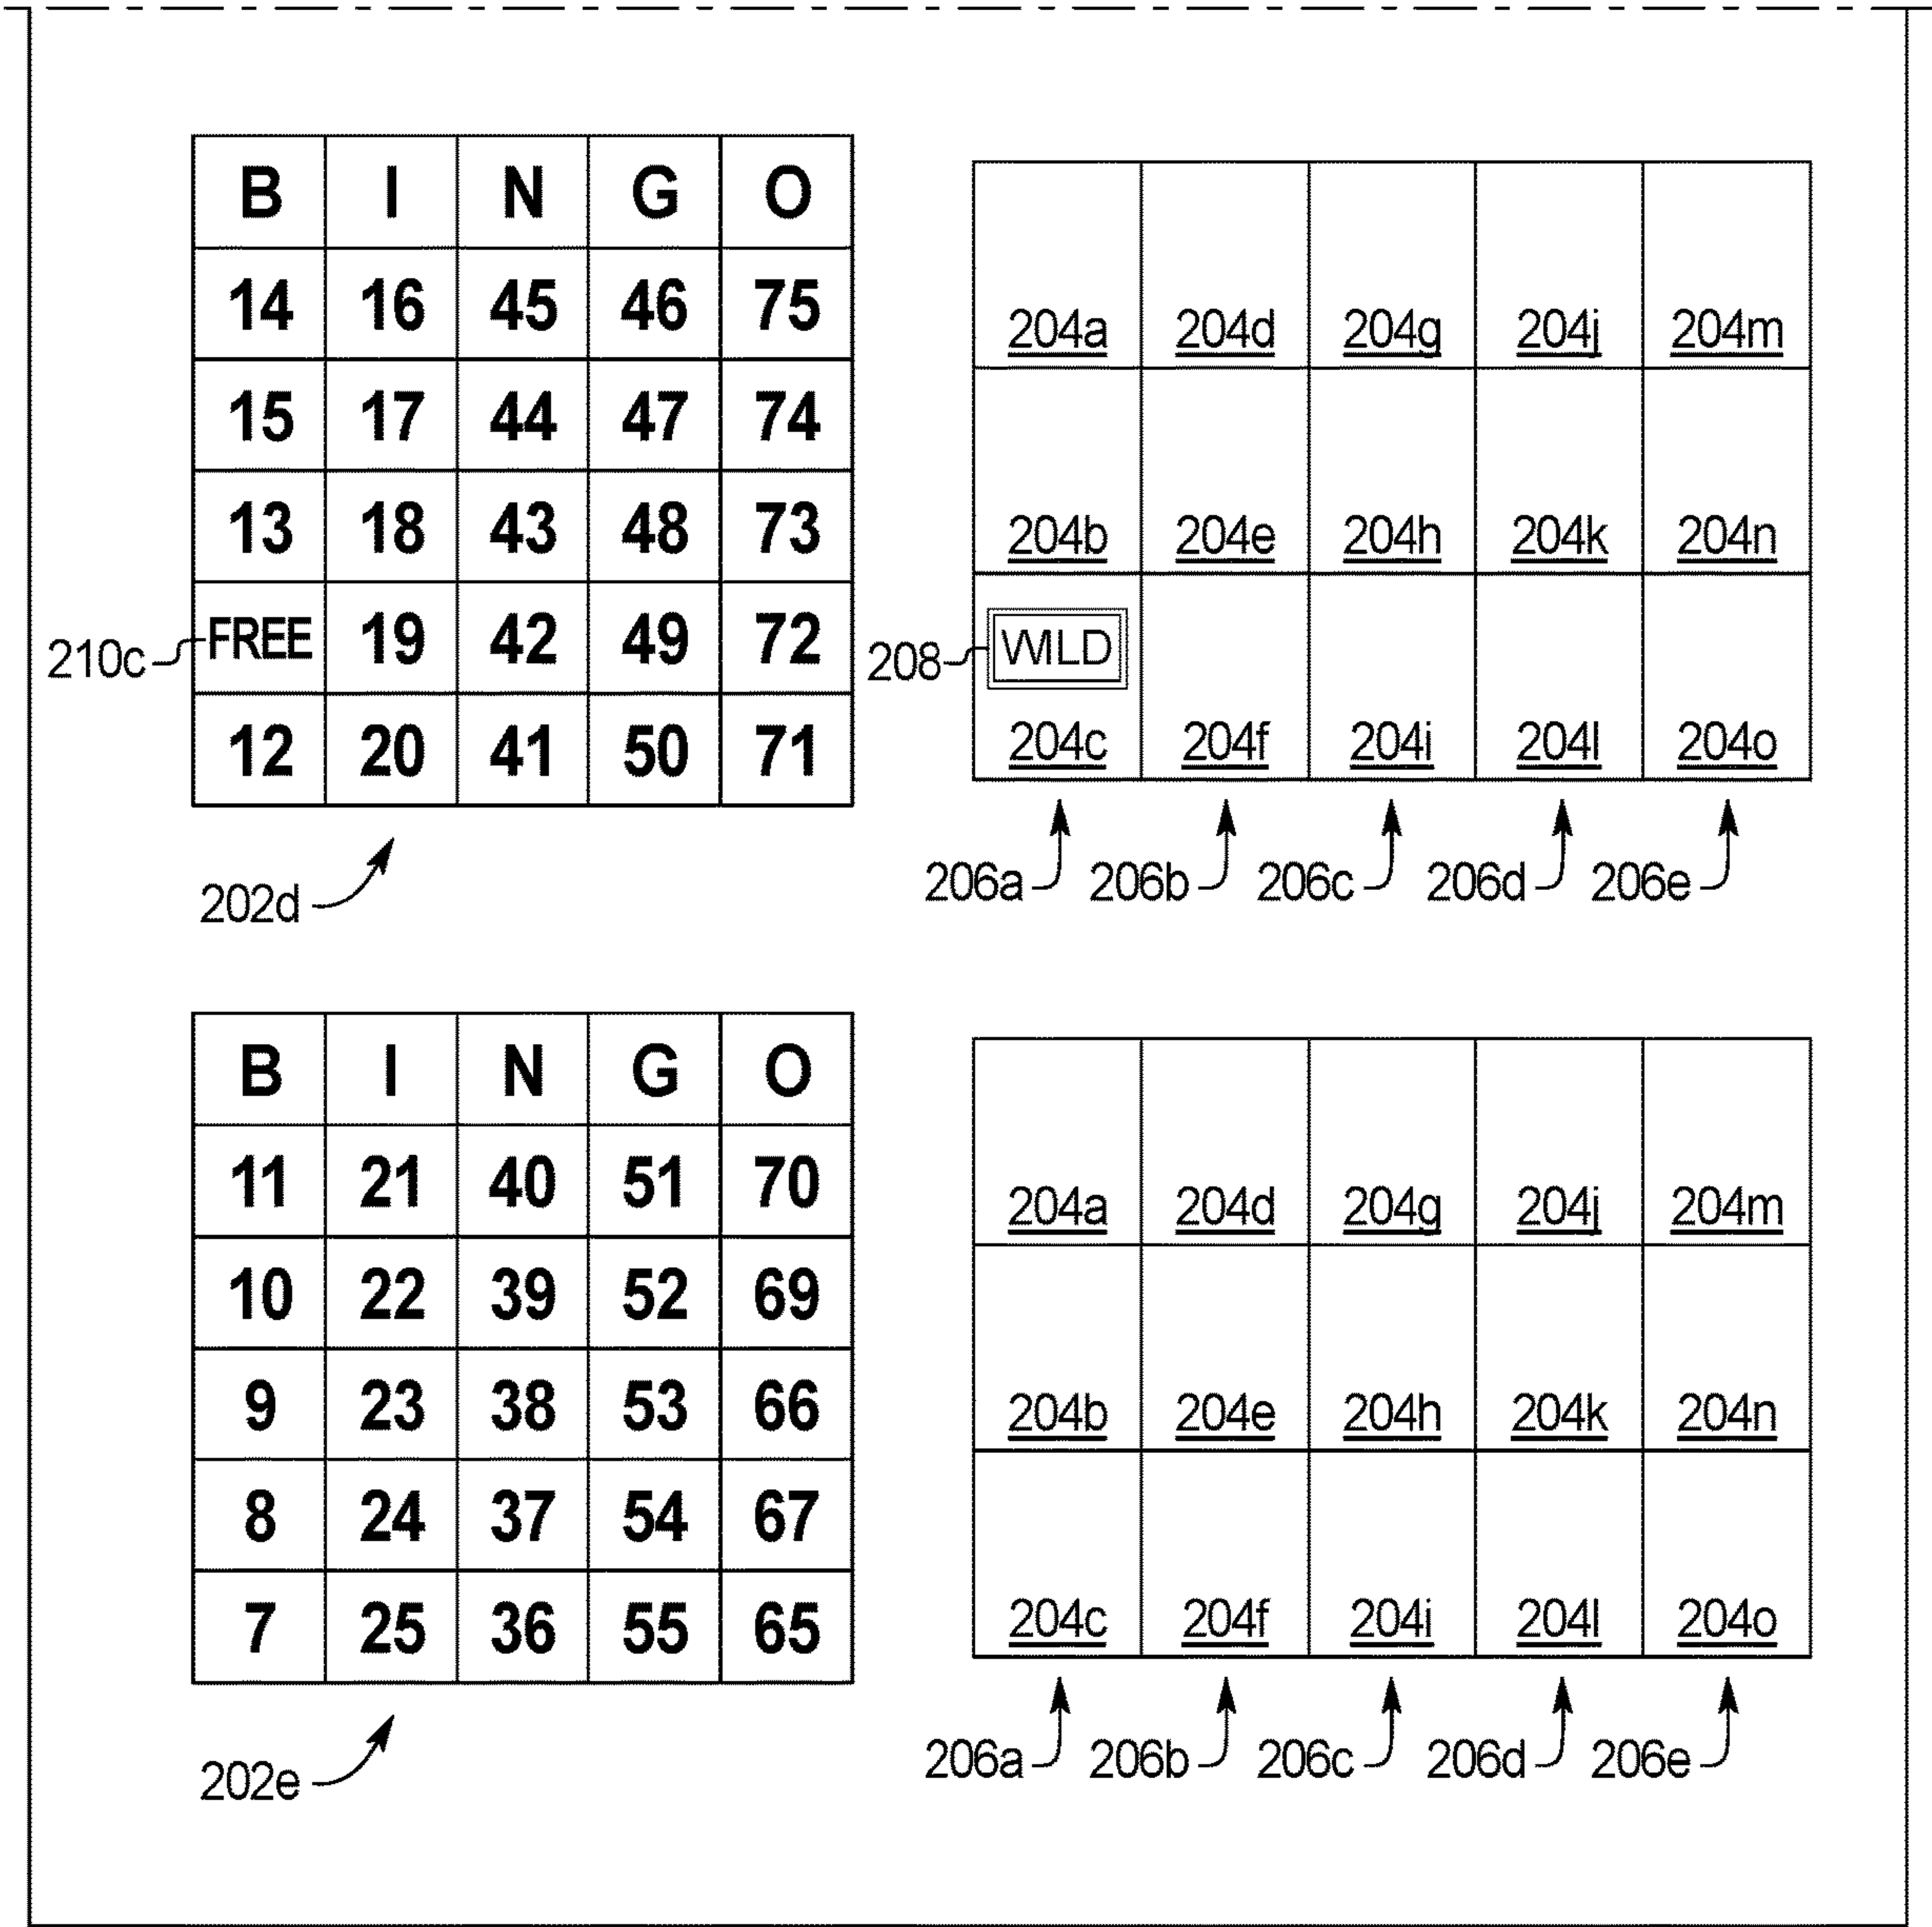 B I N G O
14 16 45 46 75
15 17 44 47 74
13 18 43 48 73
210c FREE 19 42 49 72
12 20 41 50 71
202d
204a 204d 204g 204j 204m
204b 204e 204h 204k 204n
208 WILD
204c 204f 204i 204l 204o
206a 206b 206c 206d 206e
B I N G O
11 21 40 51 70
10 22 39 52 69
9 23 38 53 66
8 24 37 54 67
7 25 36 55 65
202e
204a 204d 204g 204j 204m
204b 204e 204h 204k 204n
204c 204f 204i 204l 204o
206a 206b 206c 206d 206e